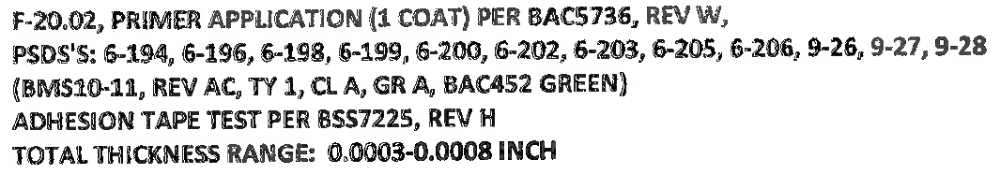 F-20.02, PRIMER APPLICATION (1 COAT) PER BAC5736, REV W,
PSDS'S: 6-194, 6-196, 6-198, 6-199, 6-200, 6-202, 6-203, 6-205, 6-206, 9-26, 9-27, 9-28
(BMS10-11, REV AC, TY 1, CL A, GR A, BAC452 GREEN)
ADHESION TAPE TEST PER BSS7225, REV H
TOTAL THICKNESS RANGE: 0.0003-0.0008 INCH